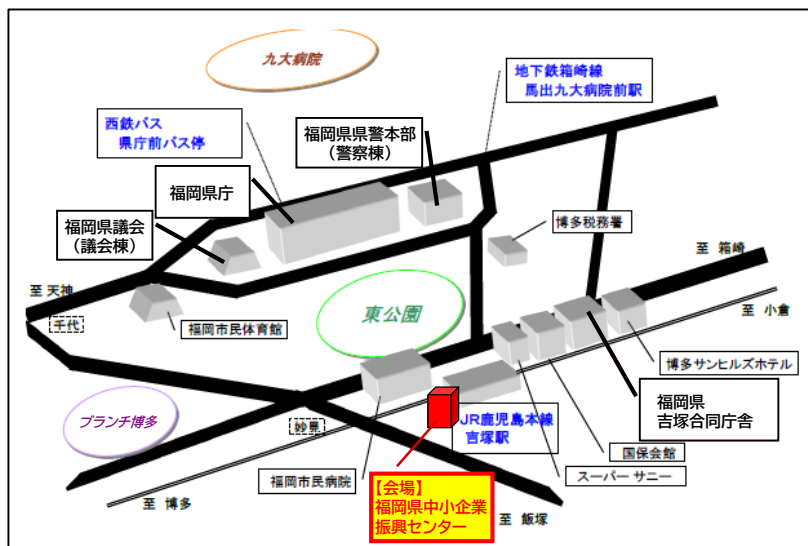 九大病院
地下鉄箱崎線
馬出九大病院前駅
西鉄バス
県庁前バス停
福岡県県警本部
（警察棟）
福岡県庁
福岡県議会
（議会棟）
博多税務署
至 箱崎
至 天神
至 小倉
千代
福岡市民体育館
東公園
博多サンヒルズホテル
福岡県
吉塚合同庁舎
ブランチ博多
妙見
JR鹿児島本線
吉塚駅
国保会館
福岡市民病院
スーパー サニー
【会場】
福岡県中小企業
振興センター
至 博多
至 飯塚